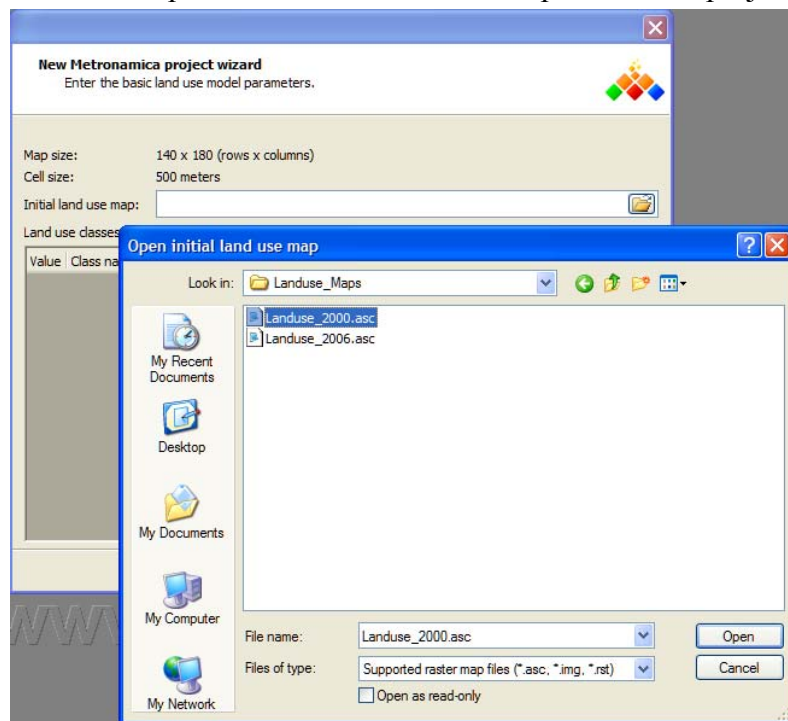 New Metronamica project wizard
Enter the basic land use model parameters.
Map size: 140 x 180 (rows x columns)
Cell size: 500 meters
Initial land use map:
Land use classes
Value Class na
Open initial land use map
Look in: Landuse_Maps
Landuse_2000.asc
Landuse_2006.asc
My Recent
Documents
Desktop
My Documents
My Computer
My Network
File name: Landuse_2000.asc Open
Files of type: Supported raster map files (*.asc, *.img, *.rst) Cancel
Open as read-only